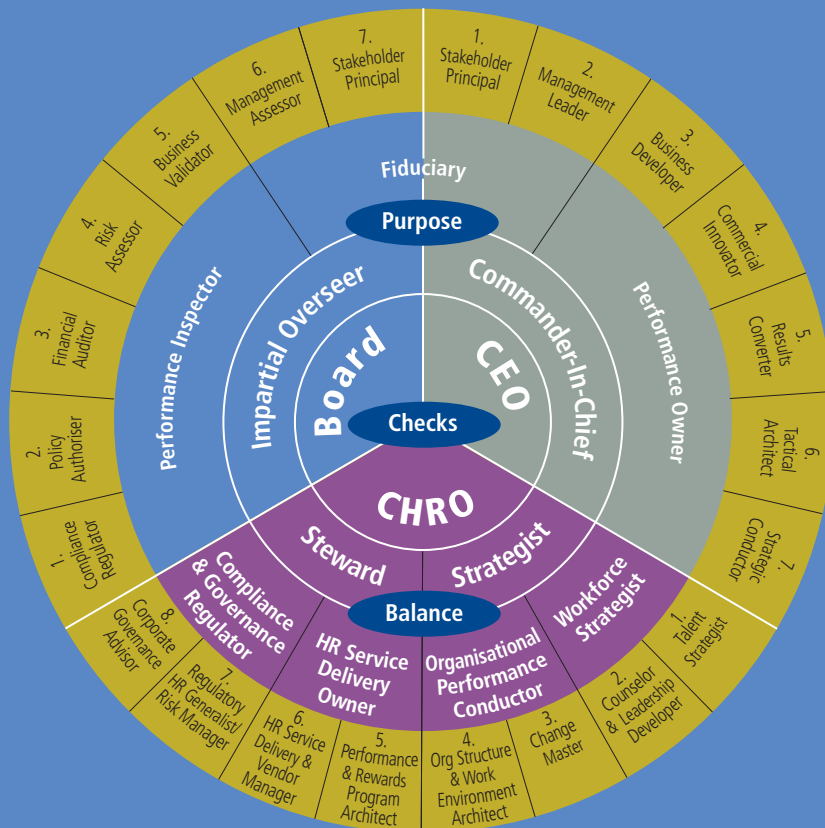 7.
Stakeholder
Principal
1.
Stakeholder
Principal
2.
Management
Leader
3.
Business
Developer
4.
Commercial
Innovator
5.
Results
Converter
6.
Tactical
Architect
7.
Strategic
Conductor
6.
Management
Assessor
5.
Business
Validator
4.
Risk
Assessor
3.
Financial
Auditor
2.
Policy
Authoriser
1.
Compliance
Regulator
Fiduciary
Purpose
Performance Inspector
Impartial Overseer
Board
CEO
Commander-In-Chief
Performance Owner
Checks
CHRO
Steward
Strategist
Balance
Compliance
& Governance
Regulator
HR Service
Delivery
Owner
Organisational
Performance
Conductor
Workforce
Strategist
8.
Corporate
Governance
Advisor
7.
Regulatory
HR Generalist/
Risk Manager
6.
HR Service
Delivery &
Vendor
Manager
5.
Performance
& Rewards
Program
Architect
4.
Org Structure
& Work
Environment
Architect
3.
Change
Master
2.
Counselor
& Leadership
Developer
1.
Talent
Strategist